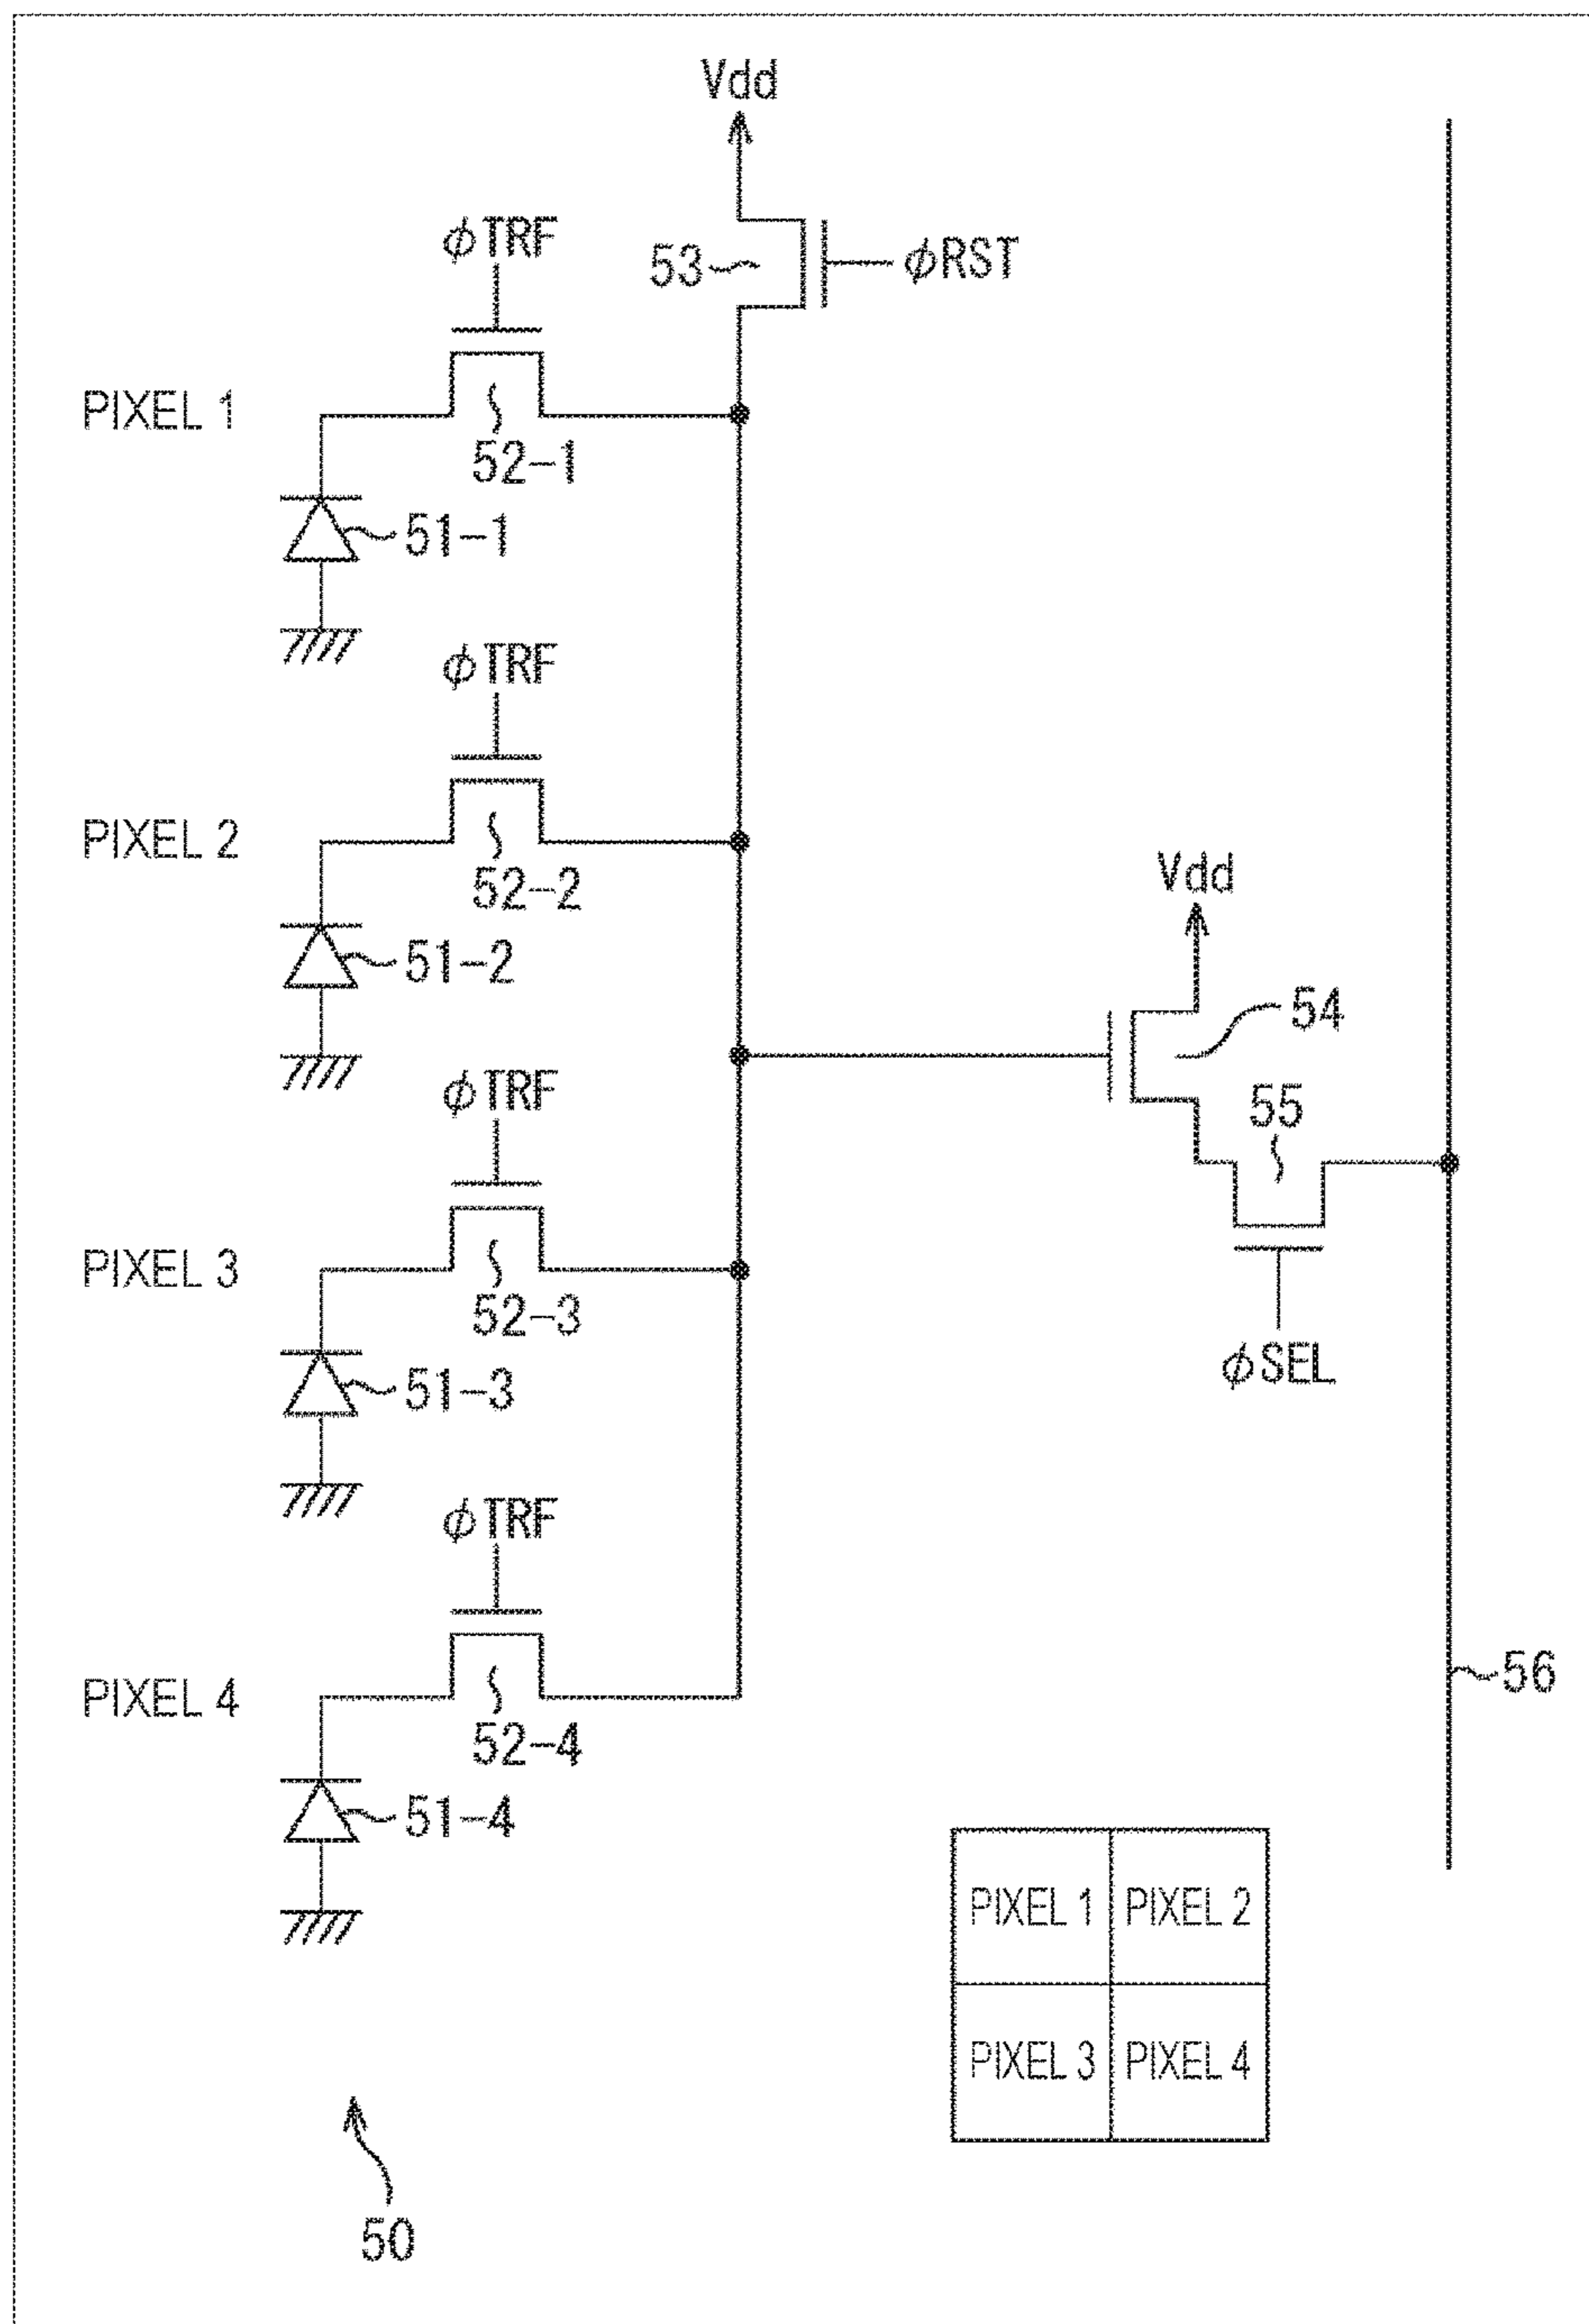 Vdd
φTRF
53
φRST
PIXEL 1
52-1
51-1
φTRF
PIXEL 2
52-2
Vdd
51-2
54
φTRF
55
PIXEL 3
52-3
φSEL
51-3
φTRF
56
PIXEL 4
52-4
51-4
PIXEL 1 PIXEL 2
PIXEL 3 PIXEL 4
50